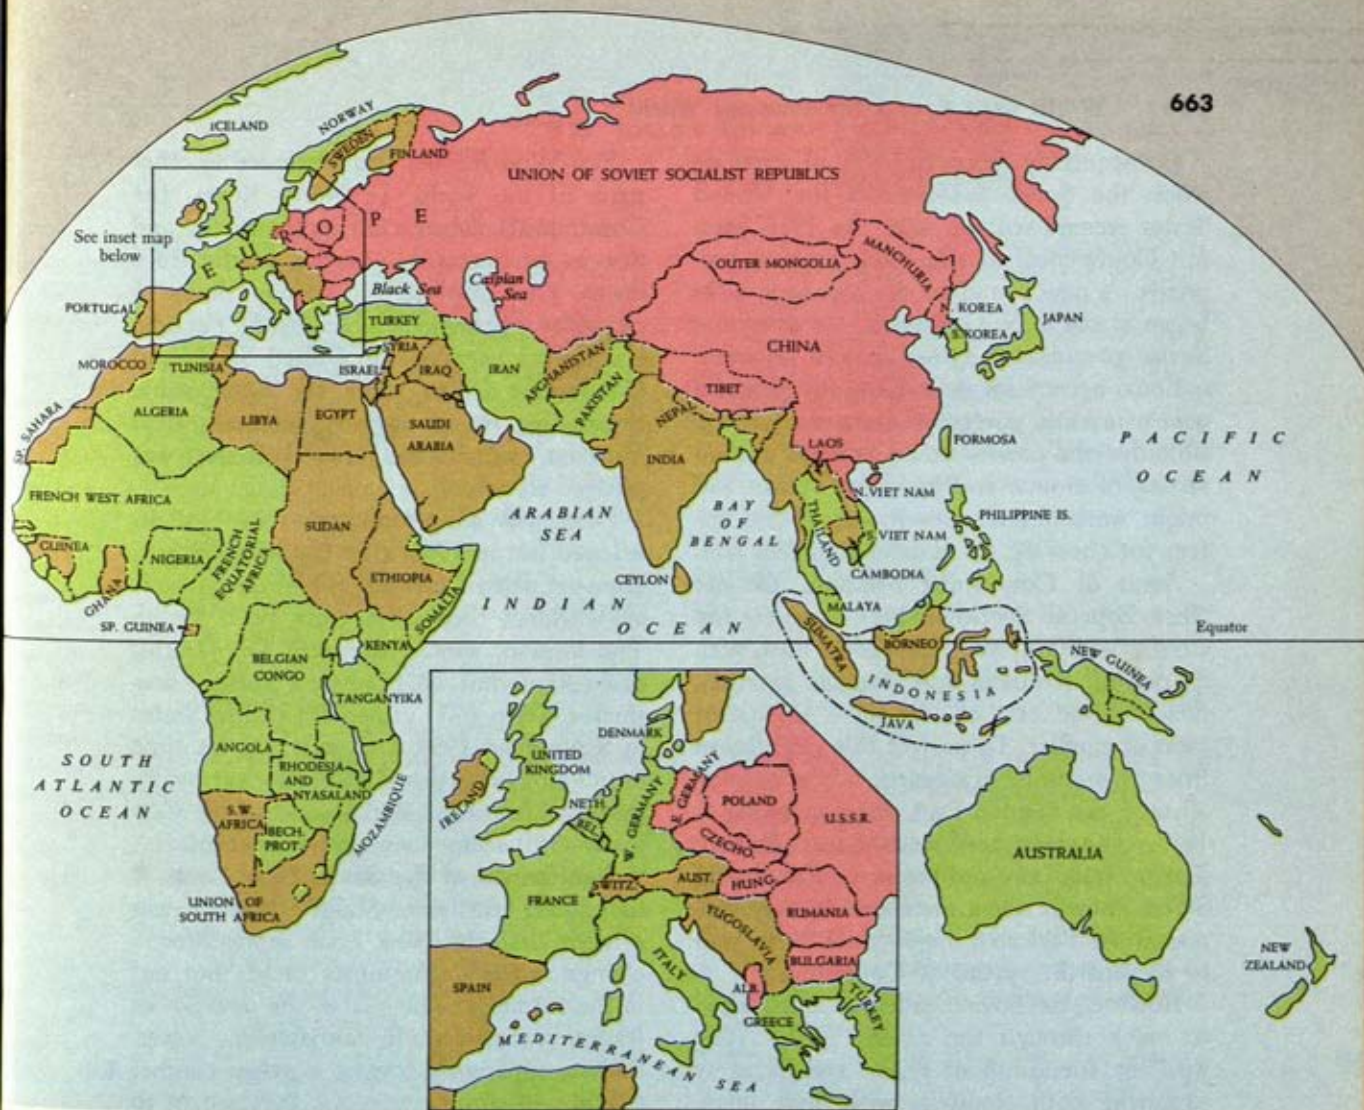 663
ICELAND
NORWAY
SWEDEN
FINLAND
UNION OF SOVIET SOCIALIST REPUBLICS
E U R O P E
See inset map
below
OUTER MONGOLIA
MANCHURIA
Black Sea
Caspian
Sea
PORTUGAL
TURKEY
N. KOREA
S. KOREA
JAPAN
MOROCCO
TUNISIA
SYRIA
ISRAEL
IRAQ
IRAN
AFGHANISTAN
PAKISTAN
CHINA
TIBET
NEPAL
SP. SAHARA
ALGERIA
LIBYA
EGYPT
SAUDI
ARABIA
INDIA
LAOS
FORMOSA
PACIFIC
OCEAN
FRENCH WEST AFRICA
SUDAN
ARABIAN
SEA
BAY
OF
BENGAL
N. VIET NAM
THAILAND
S. VIET NAM
PHILIPPINE IS.
CAMBODIA
GUINEA
GHANA
NIGERIA
FRENCH
EQUATORIAL
AFRICA
ETHIOPIA
SOMALIA
CEYLON
MALAYA
SP. GUINEA
INDIAN
OCEAN
Equator
KENYA
BELGIAN
CONGO
TANGANYIKA
SUMATRA
BORNEO
INDONESIA
JAVA
NEW GUINEA
ANGOLA
RHODESIA
AND
NYASALAND
MOZAMBIQUE
SOUTH
ATLANTIC
OCEAN
S.W.
AFRICA
BECH.
PROT.
UNION OF
SOUTH AFRICA
AUSTRALIA
NEW
ZEALAND
DENMARK
UNITED
KINGDOM
IRELAND
NETH.
BEL.
W. GERMANY
E. GERMANY
POLAND
U.S.S.R.
CZECHO.
SWITZ.
AUST.
HUNG.
FRANCE
YUGOSLAVIA
RUMANIA
BULGARIA
ITALY
SPAIN
ALB.
GREECE
TURKEY
MEDITERRANEAN SEA